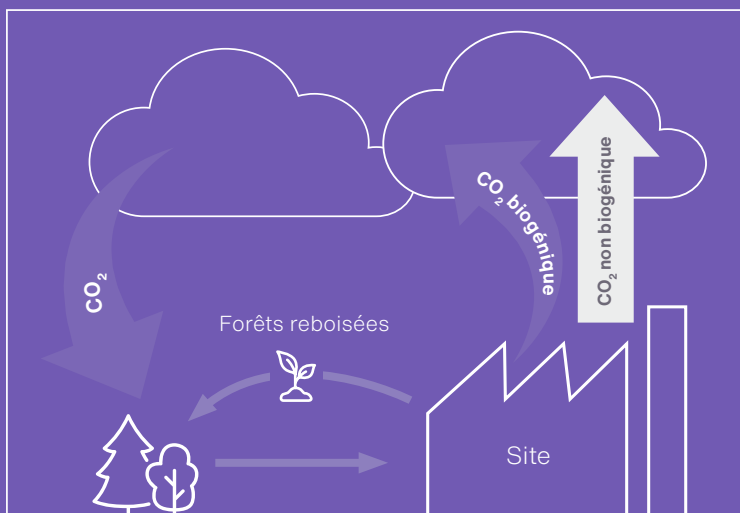 CO₂
CO₂ biogénique
CO₂ non biogénique
Forêts reboisées
Site